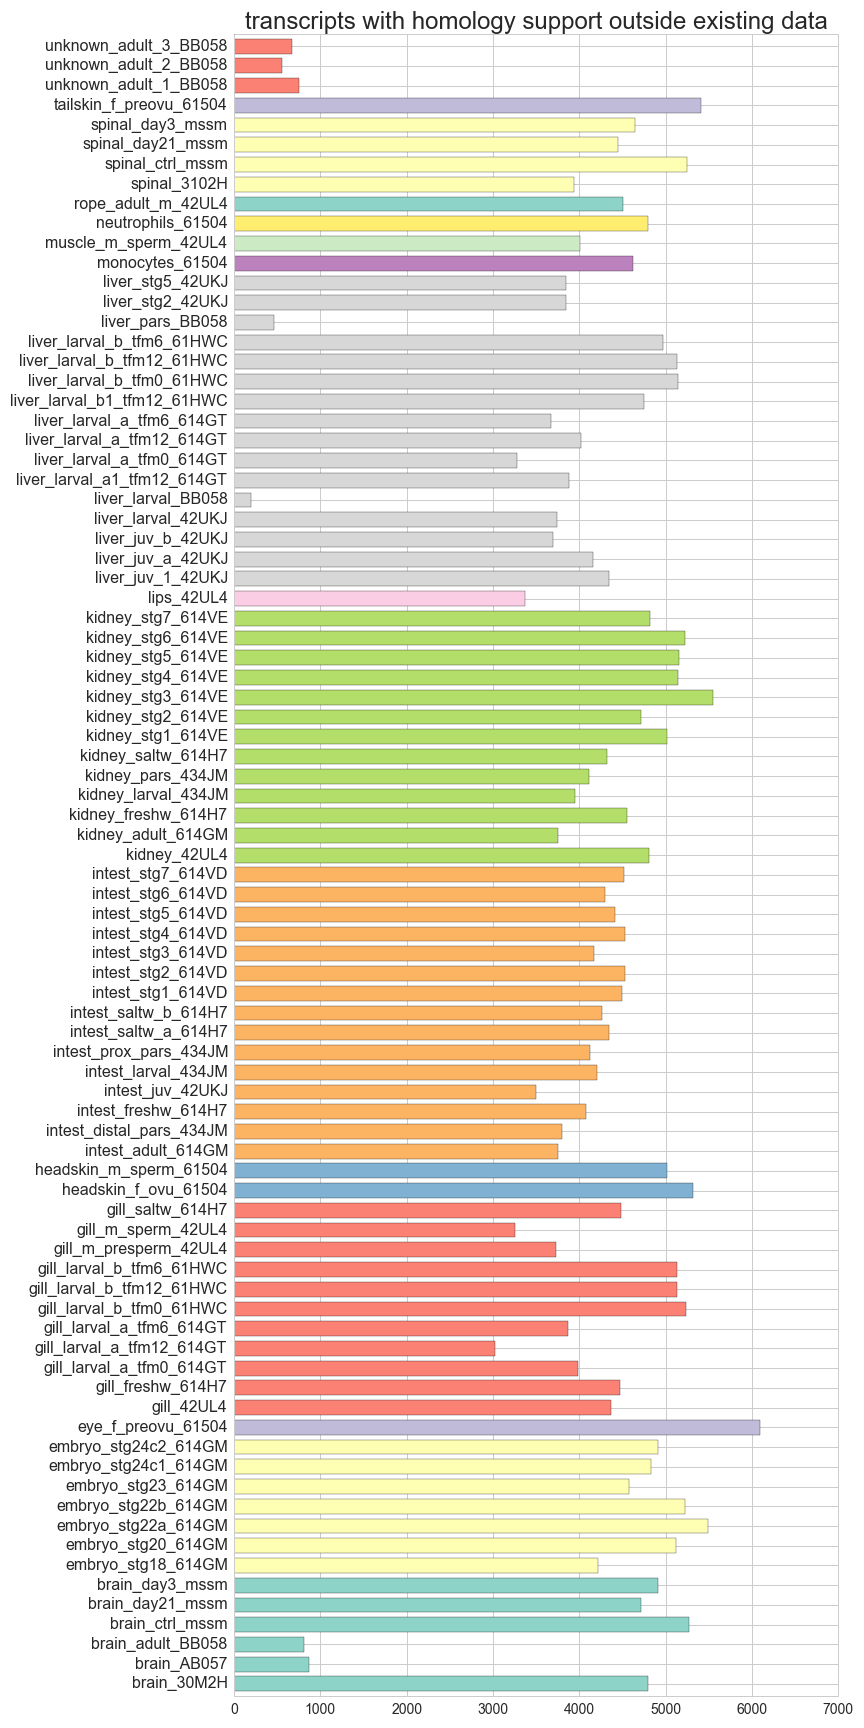 transcripts with homology support outside existing data
unknown_adult_3_BB058
unknown_adult_2_BB058
unknown_adult_1_BB058
tailskin_f_preovu_61504
spinal_day3_mssm
spinal_day21_mssm
spinal_ctrl_mssm
spinal_3102H
rope_adult_m_42UL4
neutrophils_61504
muscle_m_sperm_42UL4
monocytes_61504
liver_stg5_42UKJ
liver_stg2_42UKJ
liver_pars_BB058
liver_larval_b_tfm6_61HWC
liver_larval_b_tfm12_61HWC
liver_larval_b_tfm0_61HWC
liver_larval_b1_tfm12_61HWC
liver_larval_a_tfm6_614GT
liver_larval_a_tfm12_614GT
liver_larval_a_tfm0_614GT
liver_larval_a1_tfm12_614GT
liver_larval_BB058
liver_larval_42UKJ
liver_juv_b_42UKJ
liver_juv_a_42UKJ
liver_juv_1_42UKJ
lips_42UL4
kidney_stg7_614VE
kidney_stg6_614VE
kidney_stg5_614VE
kidney_stg4_614VE
kidney_stg3_614VE
kidney_stg2_614VE
kidney_stg1_614VE
kidney_saltw_614H7
kidney_pars_434JM
kidney_larval_434JM
kidney_freshw_614H7
kidney_adult_614GM
kidney_42UL4
intest_stg7_614VD
intest_stg6_614VD
intest_stg5_614VD
intest_stg4_614VD
intest_stg3_614VD
intest_stg2_614VD
intest_stg1_614VD
intest_saltw_b_614H7
intest_saltw_a_614H7
intest_prox_pars_434JM
intest_larval_434JM
intest_juv_42UKJ
intest_freshw_614H7
intest_distal_pars_434JM
intest_adult_614GM
headskin_m_sperm_61504
headskin_f_ovu_61504
gill_saltw_614H7
gill_m_sperm_42UL4
gill_m_presperm_42UL4
gill_larval_b_tfm6_61HWC
gill_larval_b_tfm12_61HWC
gill_larval_b_tfm0_61HWC
gill_larval_a_tfm6_614GT
gill_larval_a_tfm12_614GT
gill_larval_a_tfm0_614GT
gill_freshw_614H7
gill_42UL4
eye_f_preovu_61504
embryo_stg24c2_614GM
embryo_stg24c1_614GM
embryo_stg23_614GM
embryo_stg22b_614GM
embryo_stg22a_614GM
embryo_stg20_614GM
embryo_stg18_614GM
brain_day3_mssm
brain_day21_mssm
brain_ctrl_mssm
brain_adult_BB058
brain_AB057
brain_30M2H
0 1000 2000 3000 4000 5000 6000 7000